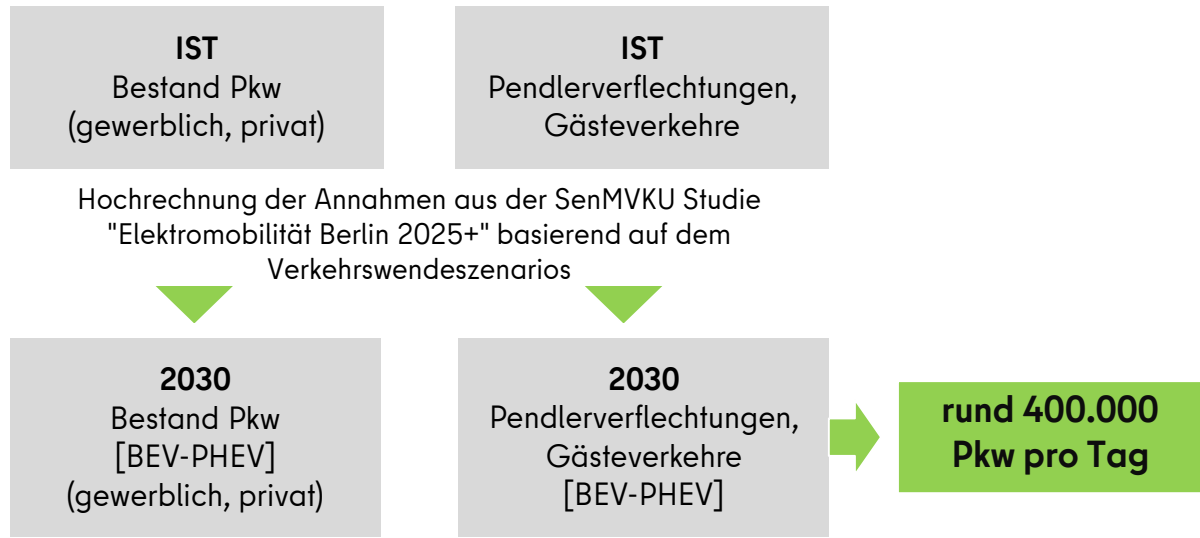 IST
Bestand Pkw
(gewerblich, privat)
IST
Pendlerverflechtungen,
Gästeverkehre
Hochrechnung der Annahmen aus der SenMVKU Studie
"Elektromobilität Berlin 2025+" basierend auf dem
Verkehrswendeszenarios
2030
Bestand Pkw
[BEV-PHEV]
(gewerblich, privat)
2030
Pendlerverflechtungen,
Gästeverkehre
[BEV-PHEV]
rund 400.000
Pkw pro Tag